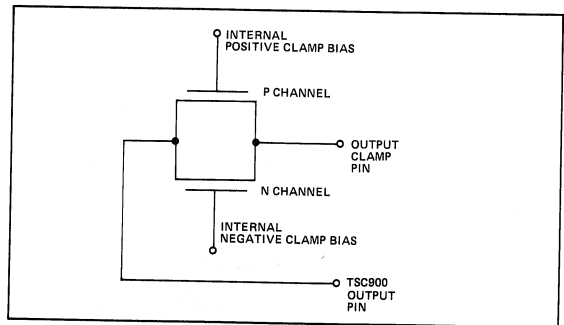 INTERNAL
POSITIVE CLAMP BIAS
P CHANNEL
OUTPUT
CLAMP
PIN
N CHANNEL
INTERNAL
NEGATIVE CLAMP BIAS
TSC900
OUTPUT
PIN